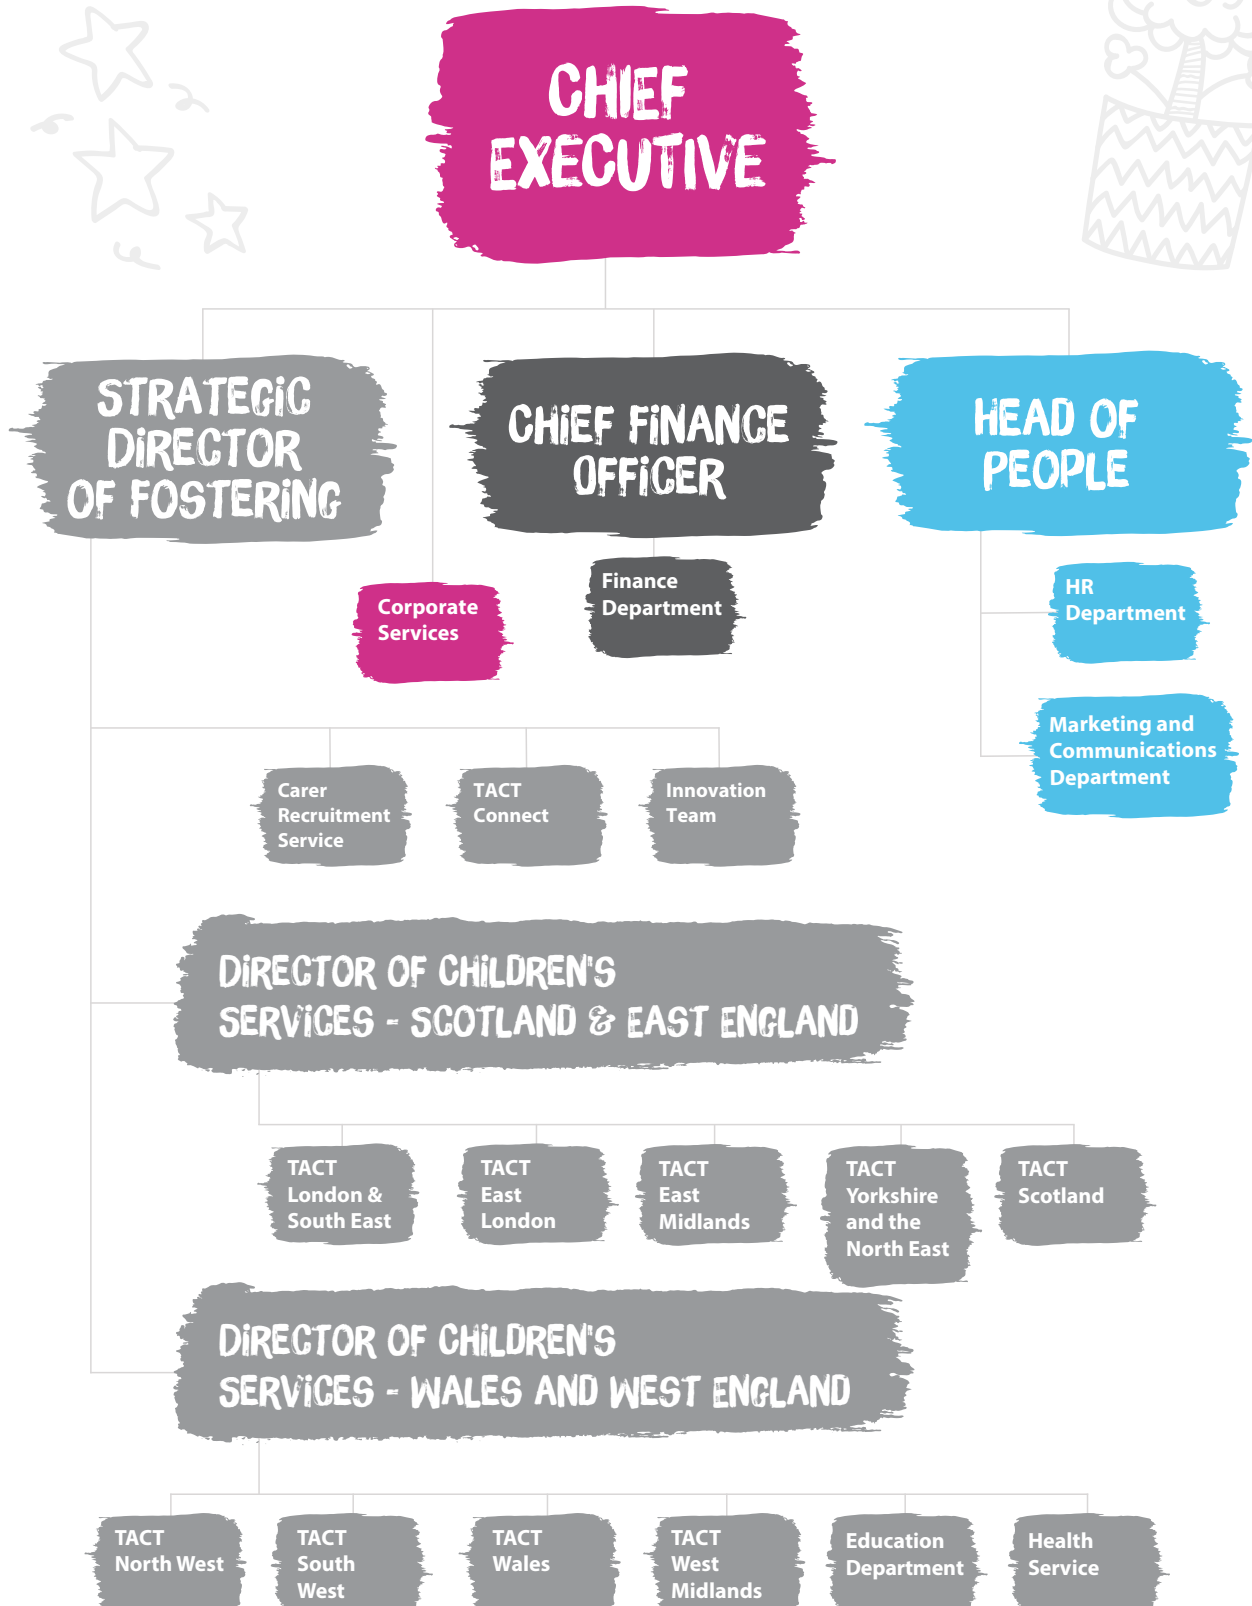 CHIEF
EXECUTIVE
STRATEGIC
DIRECTOR
OF FOSTERING
CHIEF FINANCE
OFFICER
HEAD OF
PEOPLE
Corporate
Services
Finance
Department
HR
Department
Marketing and
Communications
Department
Carer
Recruitment
Service
TACT
Connect
Innovation
Team
DIRECTOR OF CHILDREN'S
SERVICES - SCOTLAND & EAST ENGLAND
TACT
London &
South East
TACT
East
London
TACT
East
Midlands
TACT
Yorkshire
and the
North East
TACT
Scotland
DIRECTOR OF CHILDREN'S
SERVICES - WALES AND WEST ENGLAND
TACT
North West
TACT
South
West
TACT
Wales
TACT
West
Midlands
Education
Department
Health
Service